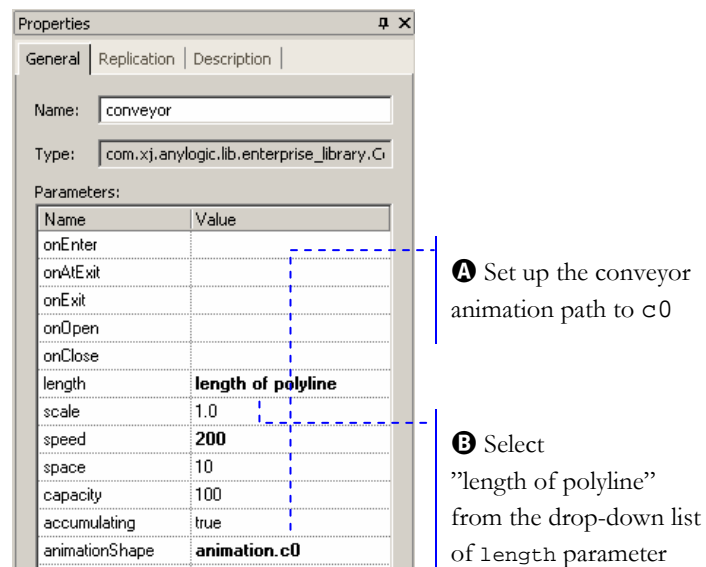 Properties
General Replication Description
Name: conveyor
Type: com.xj.anylogic.lib.enterprise_library.C
Parameters:
Name Value
onEnter
onAtExit
onExit
onOpen
onClose
length length of polyline
scale 1.0
speed 200
space 10
capacity 100
accumulating true
animationShape animation.c0
A Set up the conveyor
animation path to c0
B Select
”length of polyline”
from the drop-down list
of length parameter